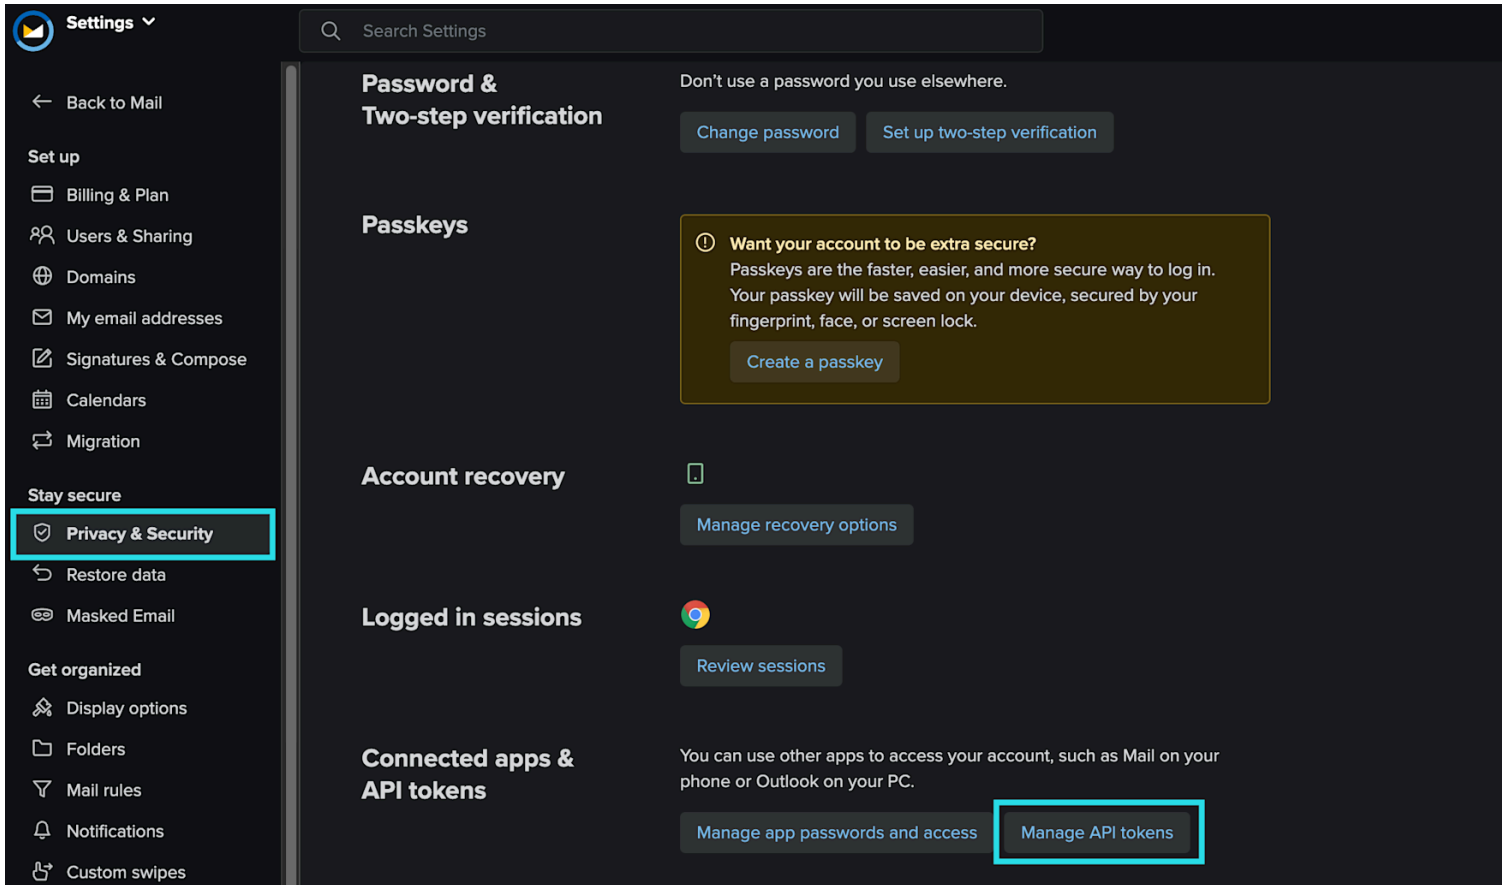 Settings
Search Settings
Back to Mail
Set up
Billing & Plan
Users & Sharing
Domains
My email addresses
Signatures & Compose
Calendars
Migration
Stay secure
Privacy & Security
Restore data
Masked Email
Get organized
Display options
Folders
Mail rules
Notifications
Custom swipes
Password &
Two-step verification
Don’t use a password you use elsewhere.
Change password
Set up two-step verification
Passkeys
Want your account to be extra secure?
Passkeys are the faster, easier, and more secure way to log in.
Your passkey will be saved on your device, secured by your
fingerprint, face, or screen lock.
Create a passkey
Account recovery
Manage recovery options
Logged in sessions
Review sessions
Connected apps &
API tokens
You can use other apps to access your account, such as Mail on your
phone or Outlook on your PC.
Manage app passwords and access
Manage API tokens